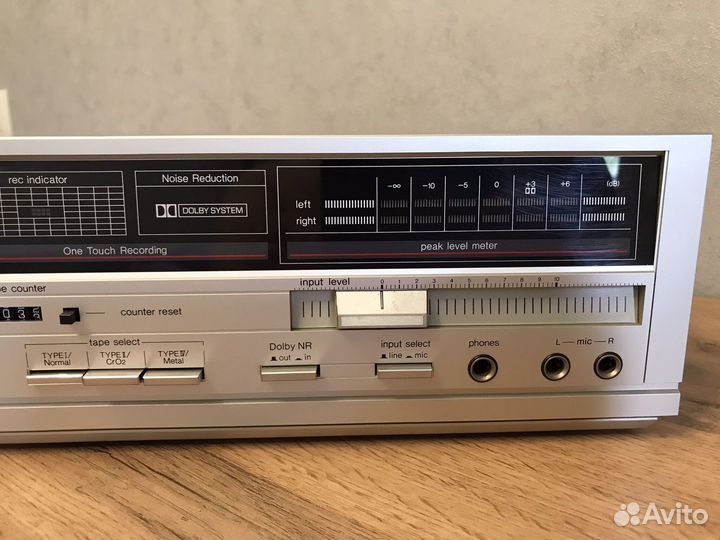 rec indicator
Noise Reduction
DOLBY SYSTEM
One Touch Recording
-∞ -10 -5 0 +3 +6 (dB)
left
right
peak level meter
counter
counter reset
input level
0 1 2 3 4 5 6 7 8 9 10
tape select
TYPE I/ Normal
TYPE II/ CrO2
TYPE IV/ Metal
Dolby NR
out in
input select
line mic
phones
L — mic — R
Avito